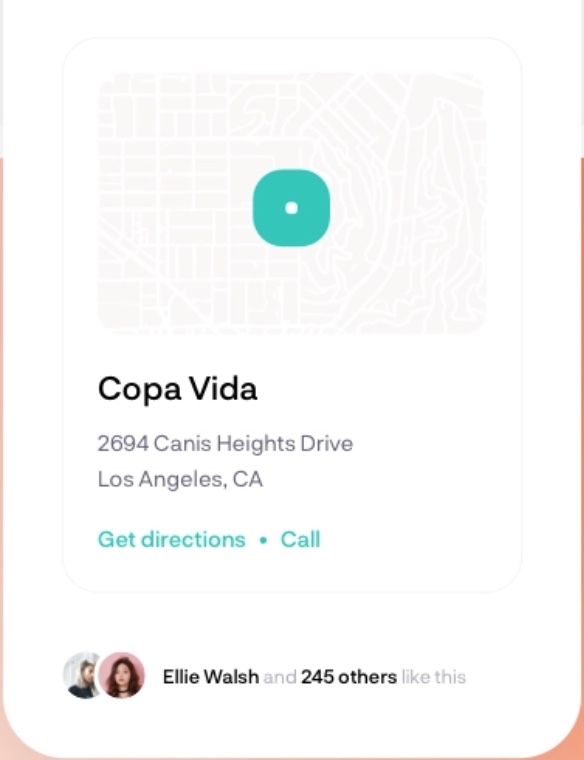 Copa Vida
2694 Canis Heights Drive
Los Angeles, CA
Get directions • Call
Ellie Walsh and 245 others like this